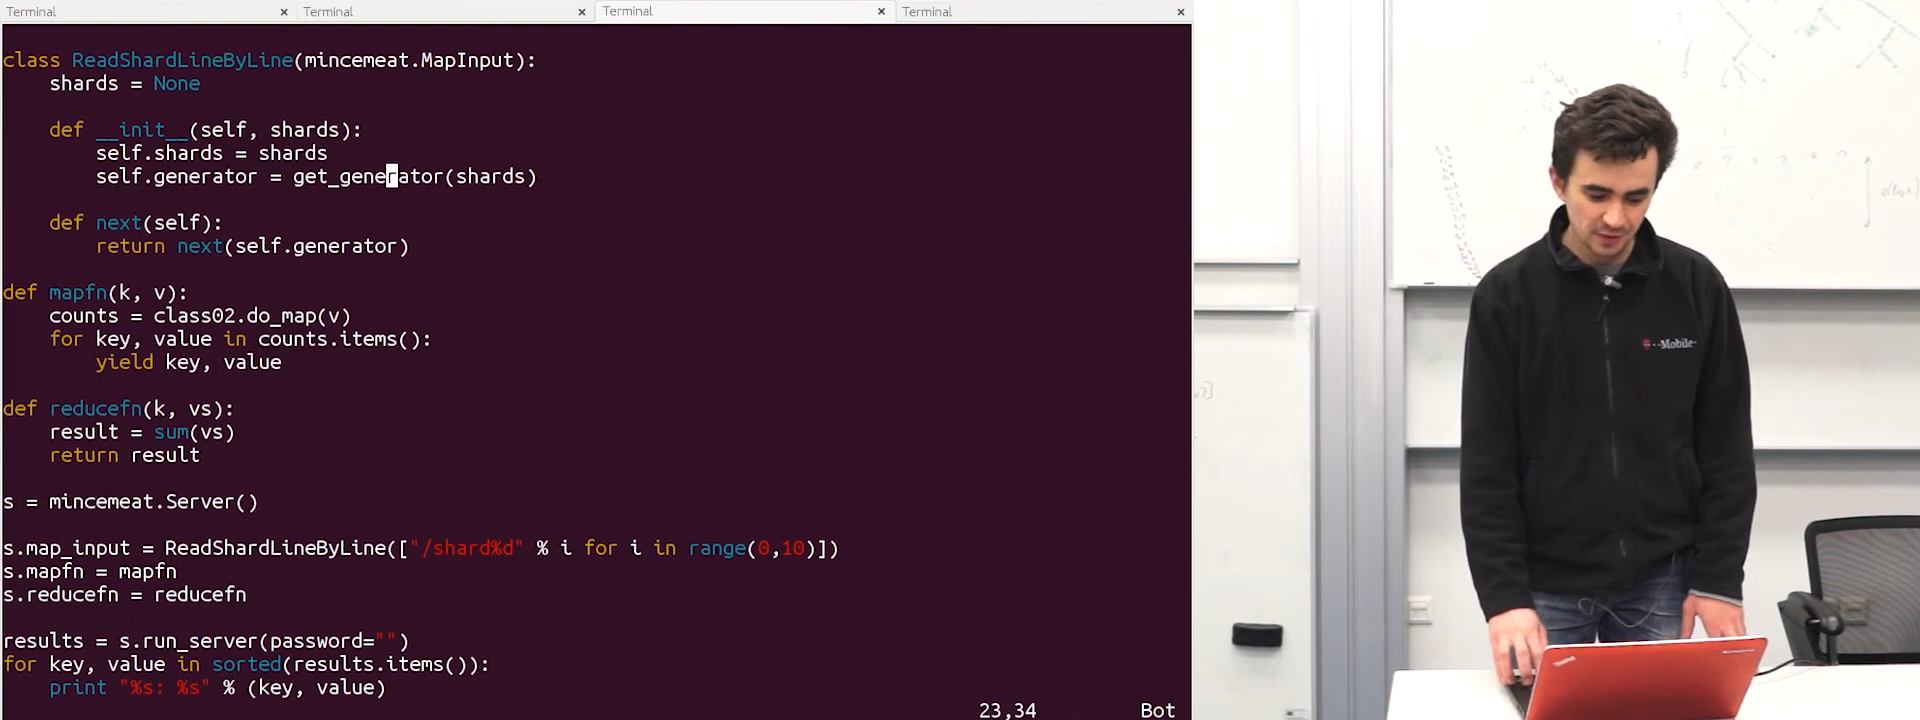 Terminal × Terminal × Terminal × Terminal ×
class ReadShardLineByLine(mincemeat.MapInput):
    shards = None
    def __init__(self, shards):
        self.shards = shards
        self.generator = get_generator(shards)
    def next(self):
        return next(self.generator)
def mapfn(k, v):
    counts = class02.do_map(v)
    for key, value in counts.items():
        yield key, value
def reducefn(k, vs):
    result = sum(vs)
    return result
s = mincemeat.Server()
s.map_input = ReadShardLineByLine(["/shard%d" % i for i in range(0,10)])
s.mapfn = mapfn
s.reducefn = reducefn
results = s.run_server(password="")
for key, value in sorted(results.items()):
    print "%s: %s" % (key, value)
23,34 Bot
T··Mobile·